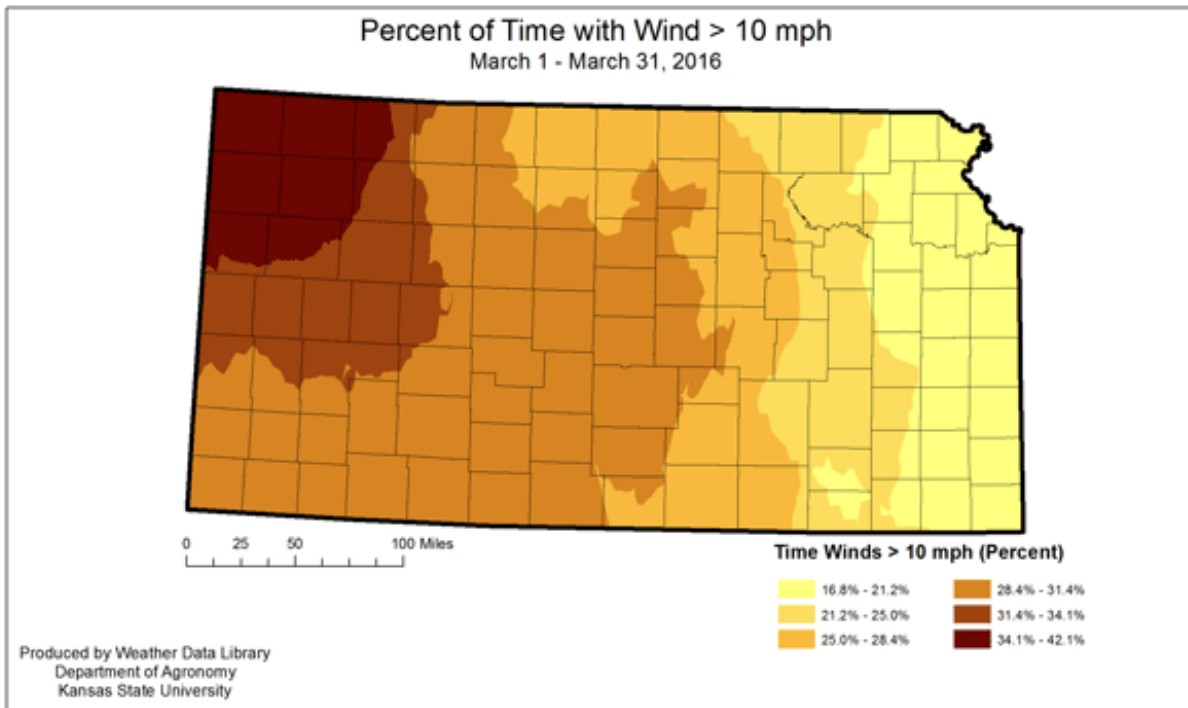 Percent of Time with Wind > 10 mph
March 1 - March 31, 2016
0 25 50 100 Miles
Time Winds > 10 mph (Percent)
16.8% - 21.2%
21.2% - 25.0%
25.0% - 28.4%
28.4% - 31.4%
31.4% - 34.1%
34.1% - 42.1%
Produced by Weather Data Library
Department of Agronomy
Kansas State University